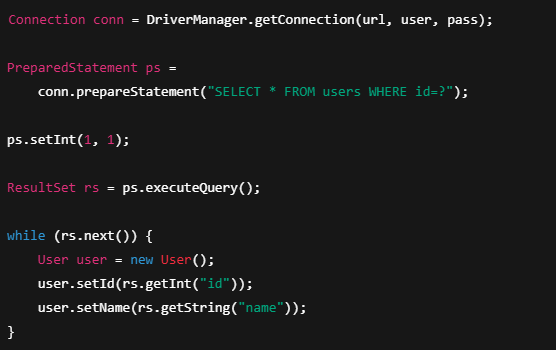 Connection conn = DriverManager.getConnection(url, user, pass);
PreparedStatement ps =
conn.prepareStatement("SELECT * FROM users WHERE id=?");
ps.setInt(1, 1);
ResultSet rs = ps.executeQuery();
while (rs.next()) {
User user = new User();
user.setId(rs.getInt("id"));
user.setName(rs.getString("name"));
}